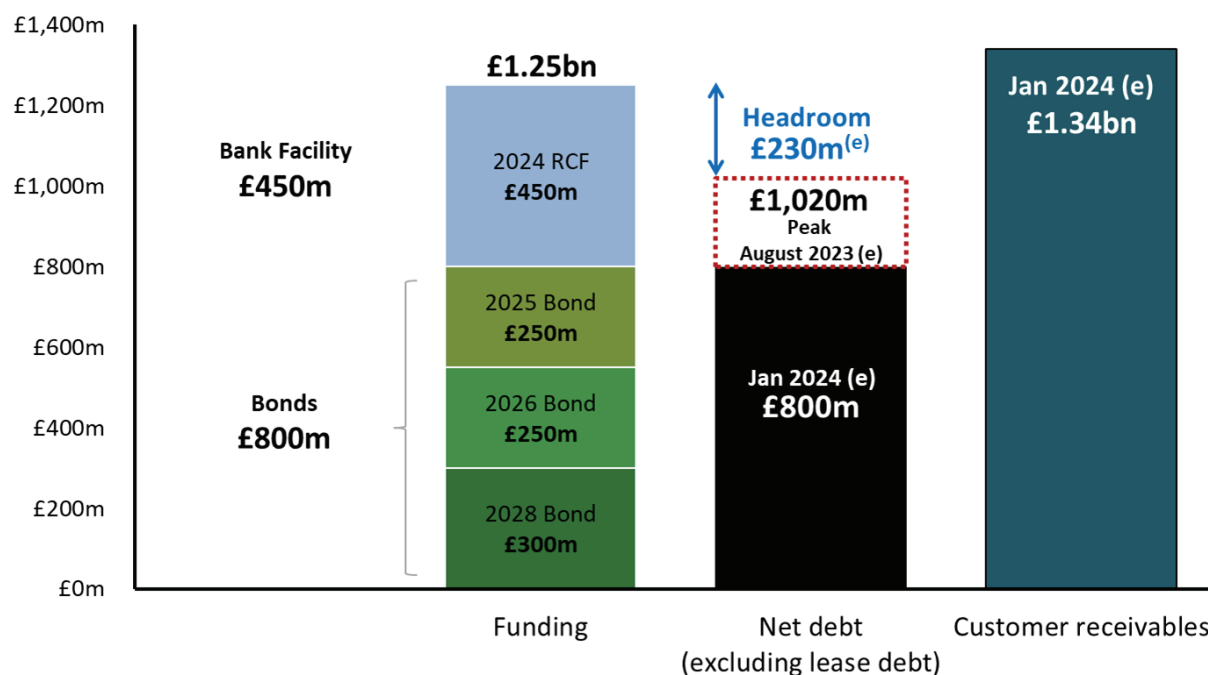 £1,400m
£1,200m
£1,000m
£800m
£600m
£400m
£200m
£0m
Bank Facility
£450m
Bonds
£800m
£1.25bn
2024 RCF
£450m
2025 Bond
£250m
2026 Bond
£250m
2028 Bond
£300m
Headroom
£230m(e)
£1,020m
Peak
August 2023 (e)
Jan 2024 (e)
£800m
Jan 2024 (e)
£1.34bn
Funding
Net debt
(excluding lease debt)
Customer receivables